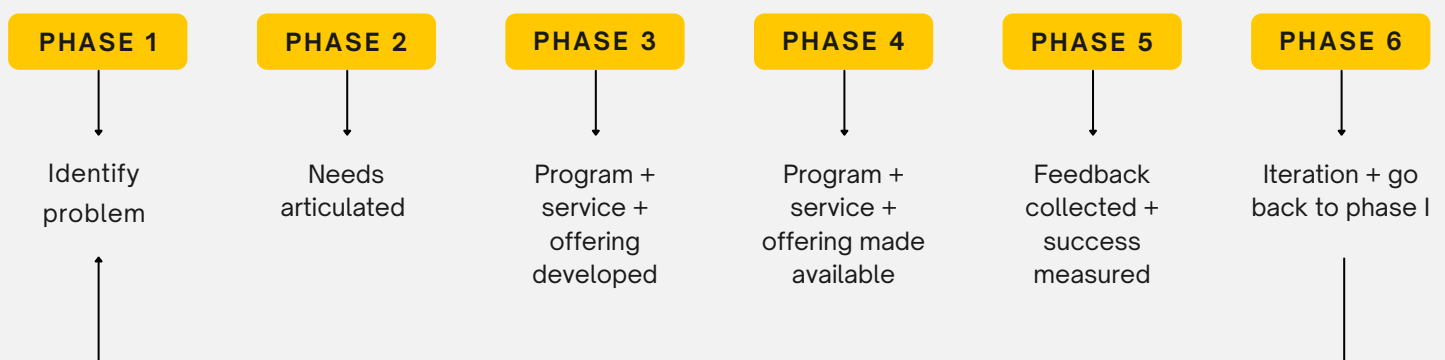 PHASE 1
PHASE 2
PHASE 3
PHASE 4
PHASE 5
PHASE 6
Identify
problem
Needs
articulated
Program +
service +
offering
developed
Program +
service +
offering made
available
Feedback
collected +
success
measured
Iteration + go
back to phase I